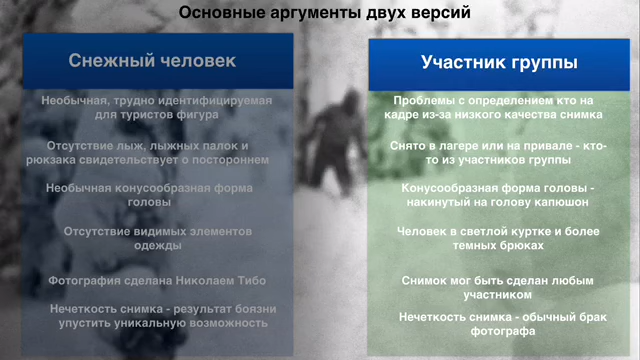 Основные аргументы двух версий
Снежный человек
Необычная, трудно идентифицируемая
для туристов фигура
Отсутствие лыж, лыжных палок и
рюкзака свидетельствует о постороннем
Необычная конусообразная форма
головы
Отсутствие видимых элементов
одежды
Фотография сделана Николаем Тибо
Нечеткость снимка - результат боязни
упустить уникальную возможность
Участник группы
Проблемы с определением кто на
кадре из-за низкого качества снимка
Снято в лагере или на привале - кто-
то из участников группы
Конусообразная форма головы -
накинутый на голову капюшон
Человек в светлой куртке и более
темных брюках
Снимок мог быть сделан любым
участником
Нечеткость снимка - обычный брак
фотографа